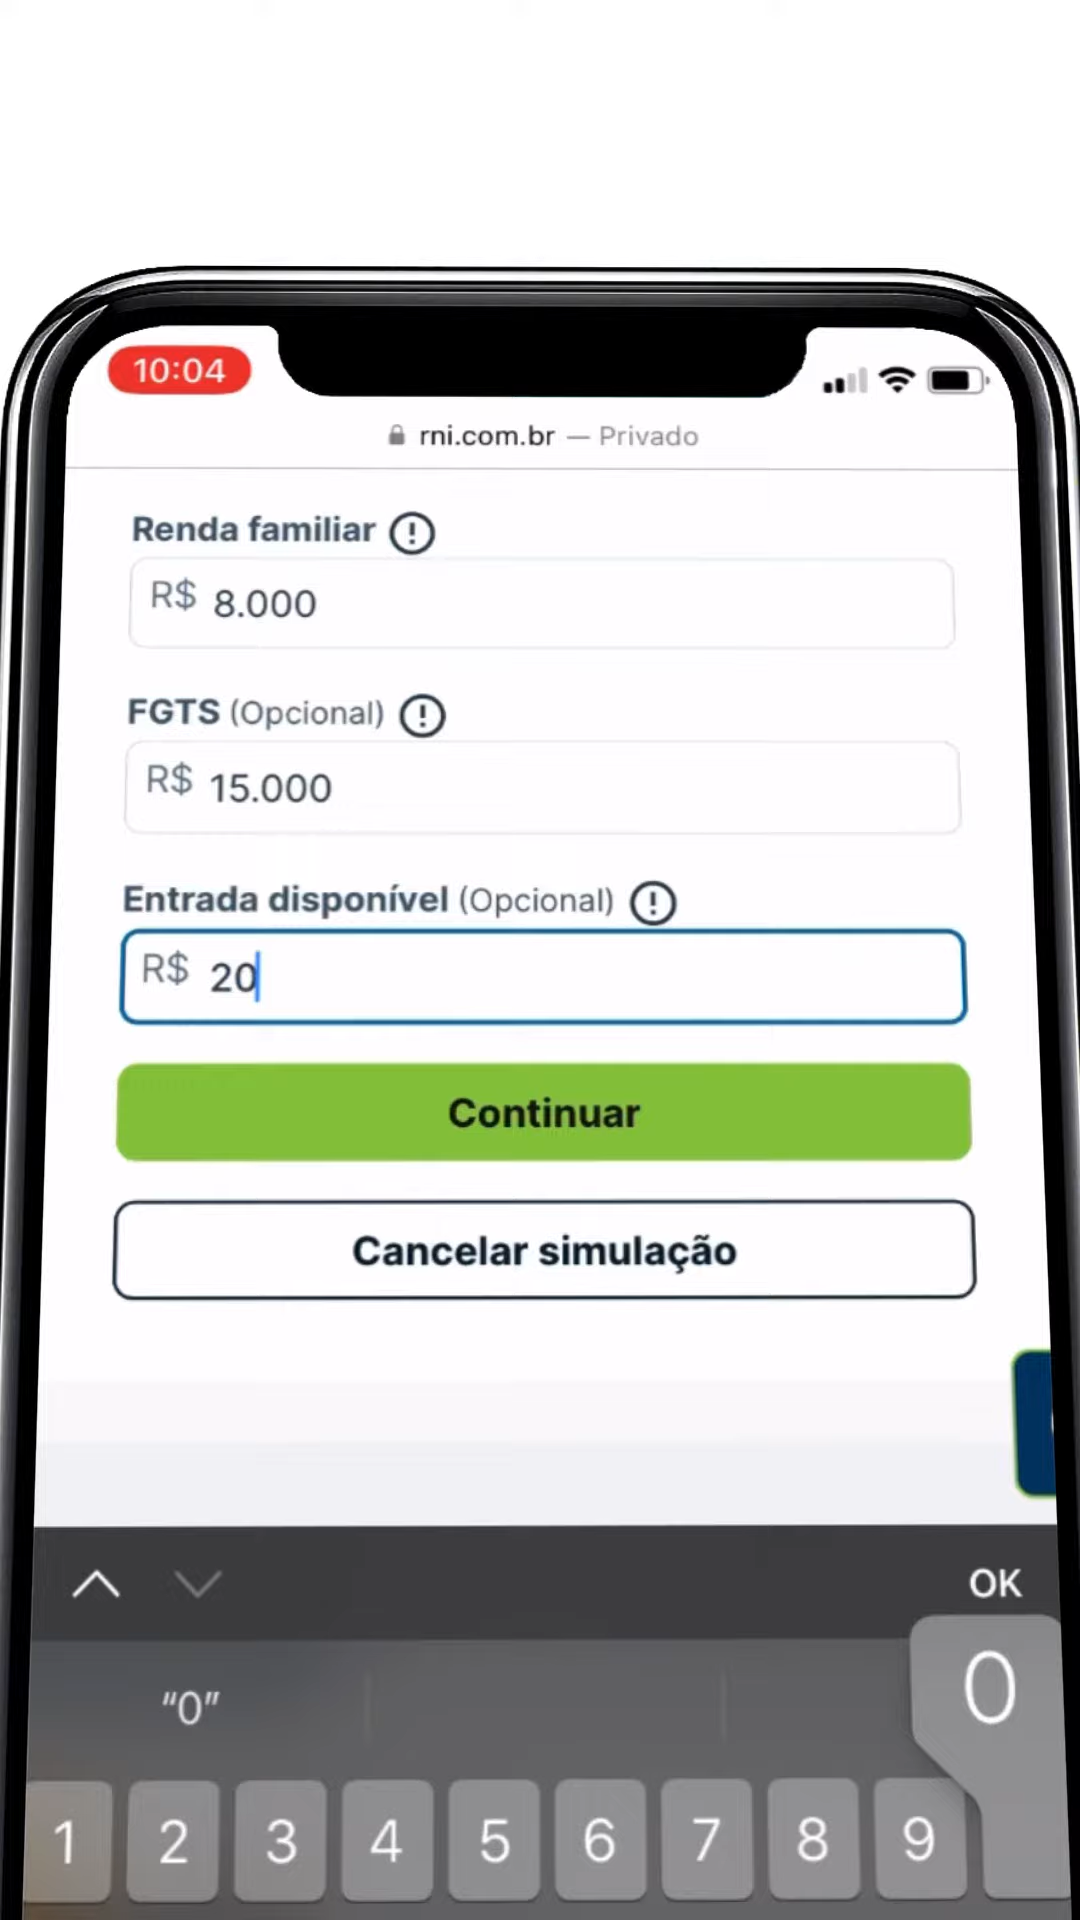 10:04
rni.com.br — Privado
Renda familiar
R$ 8.000
FGTS (Opcional)
R$ 15.000
Entrada disponível (Opcional)
R$ 20
Continuar
Cancelar simulação
OK
"0"
0
1 2 3 4 5 6 7 8 9